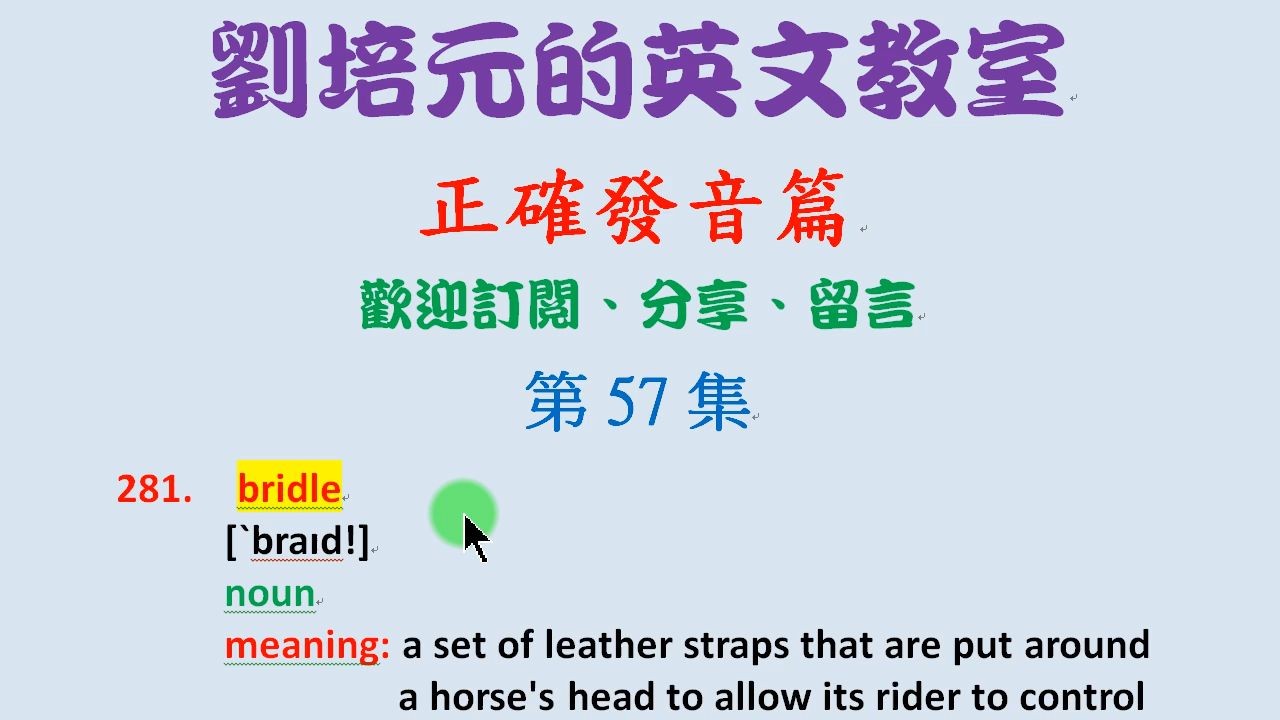 劉培元的英文教室
正確發音篇
歡迎訂閱、分享、留言
第 57 集
281. bridle
[`braɪd!]
noun
meaning: a set of leather straps that are put around
a horse's head to allow its rider to control